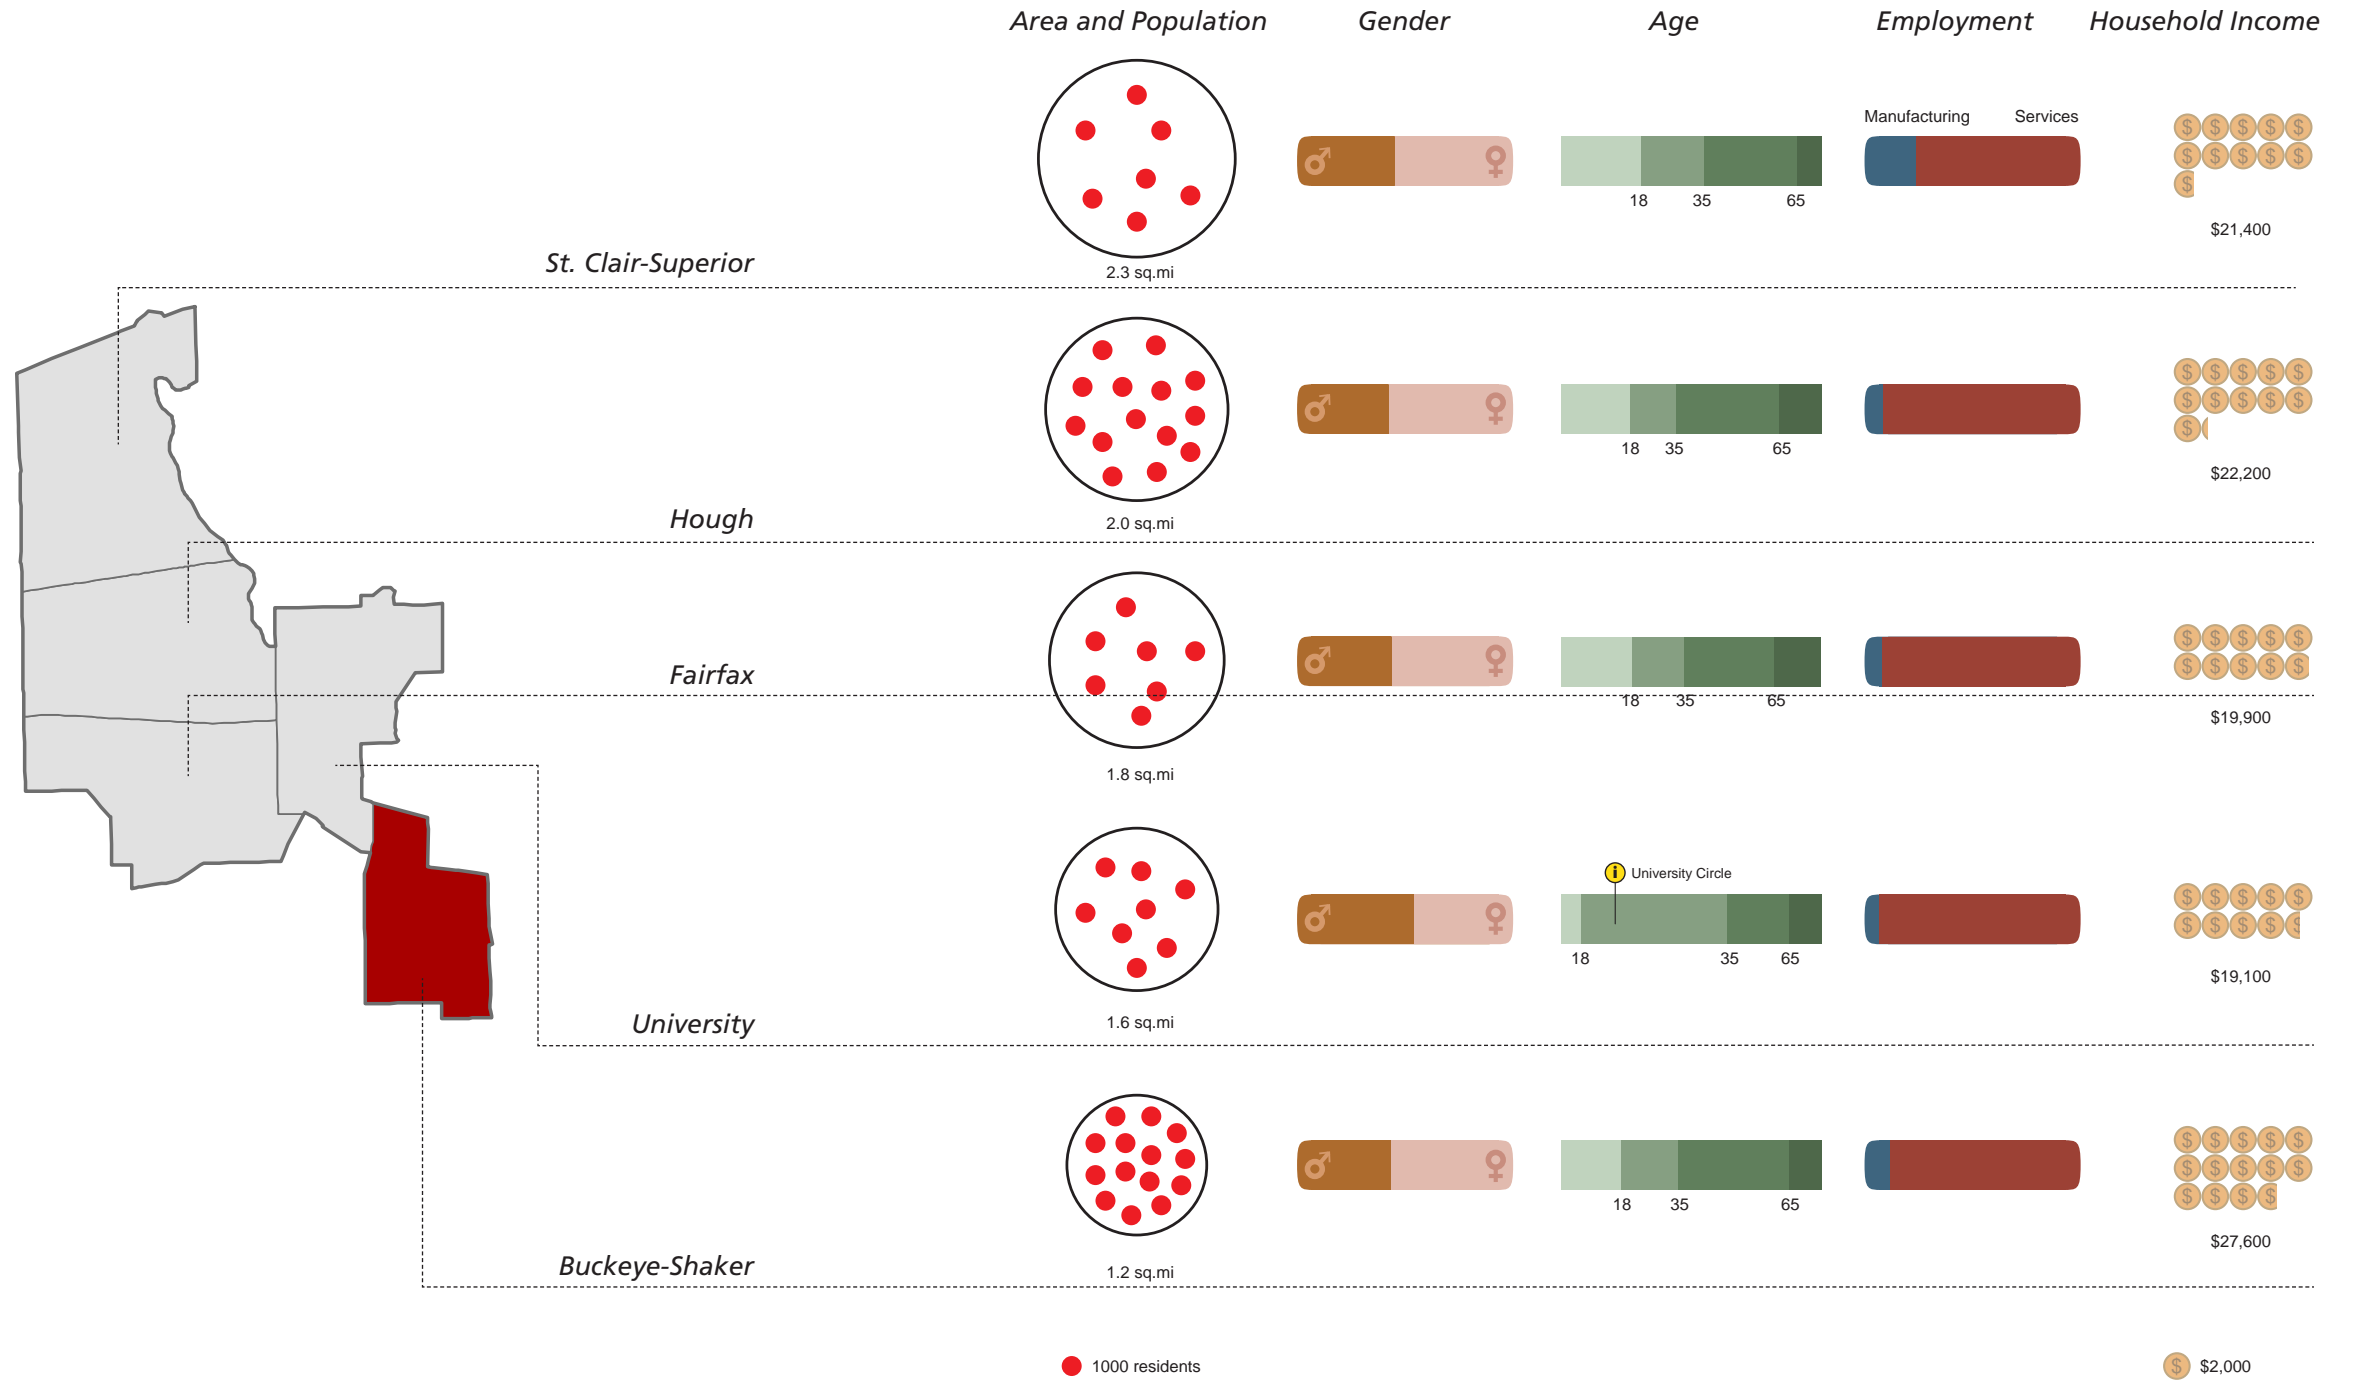 Area and Population Gender Age Employment Household Income
Manufacturing Services
$ $ $ $ $
$ $ $ $ $
$
18 35 65
$21,400
St. Clair-Superior
2.3 sq.mi
$ $ $ $ $
$ $ $ $ $
$
18 35 65
$22,200
Hough
2.0 sq.mi
$ $ $ $ $
$ $ $ $ $
Fairfax
18 35 65
$19,900
1.8 sq.mi
i University Circle
$ $ $ $ $
$ $ $ $ $
18 35 65
$19,100
University
1.6 sq.mi
$ $ $ $ $
$ $ $ $ $
$ $ $ $
18 35 65
$27,600
Buckeye-Shaker
1.2 sq.mi
1000 residents
$ $2,000